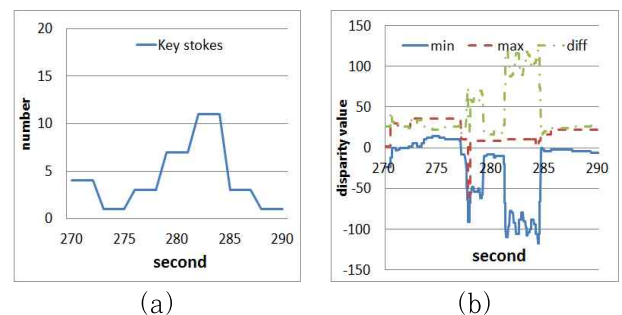 20
Key stokes
15
10
5
0
number
270 275 280 285 290
second
(a)
150
min max diff
100
50
0
-50
-100
-150
disparity value
270 275 280 285 290
second
(b)